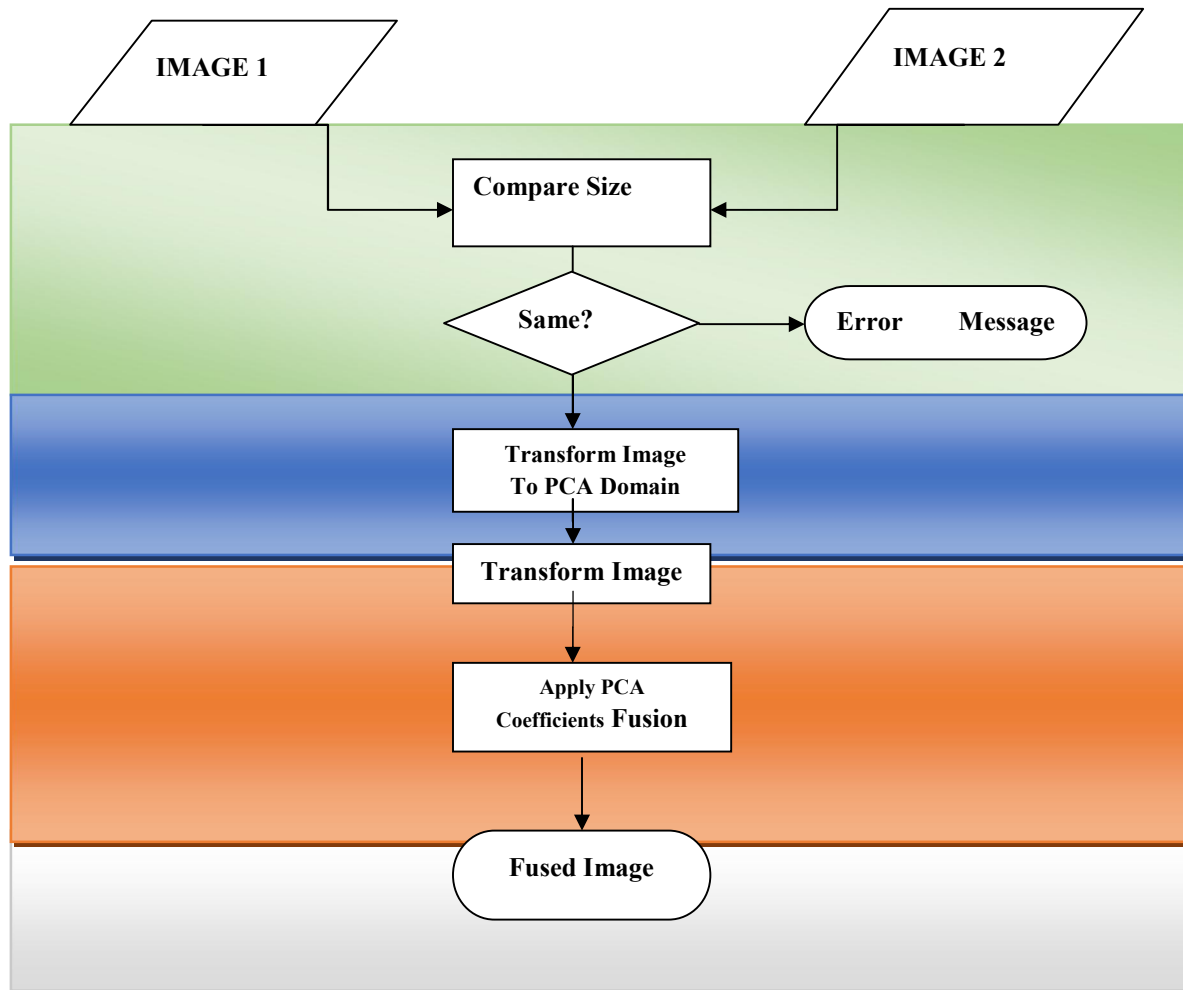 IMAGE 1
IMAGE 2
Compare Size
Same?
Error Message
Transform Image
To PCA Domain
Transform Image
Apply PCA
Coefficients Fusion
Fused Image